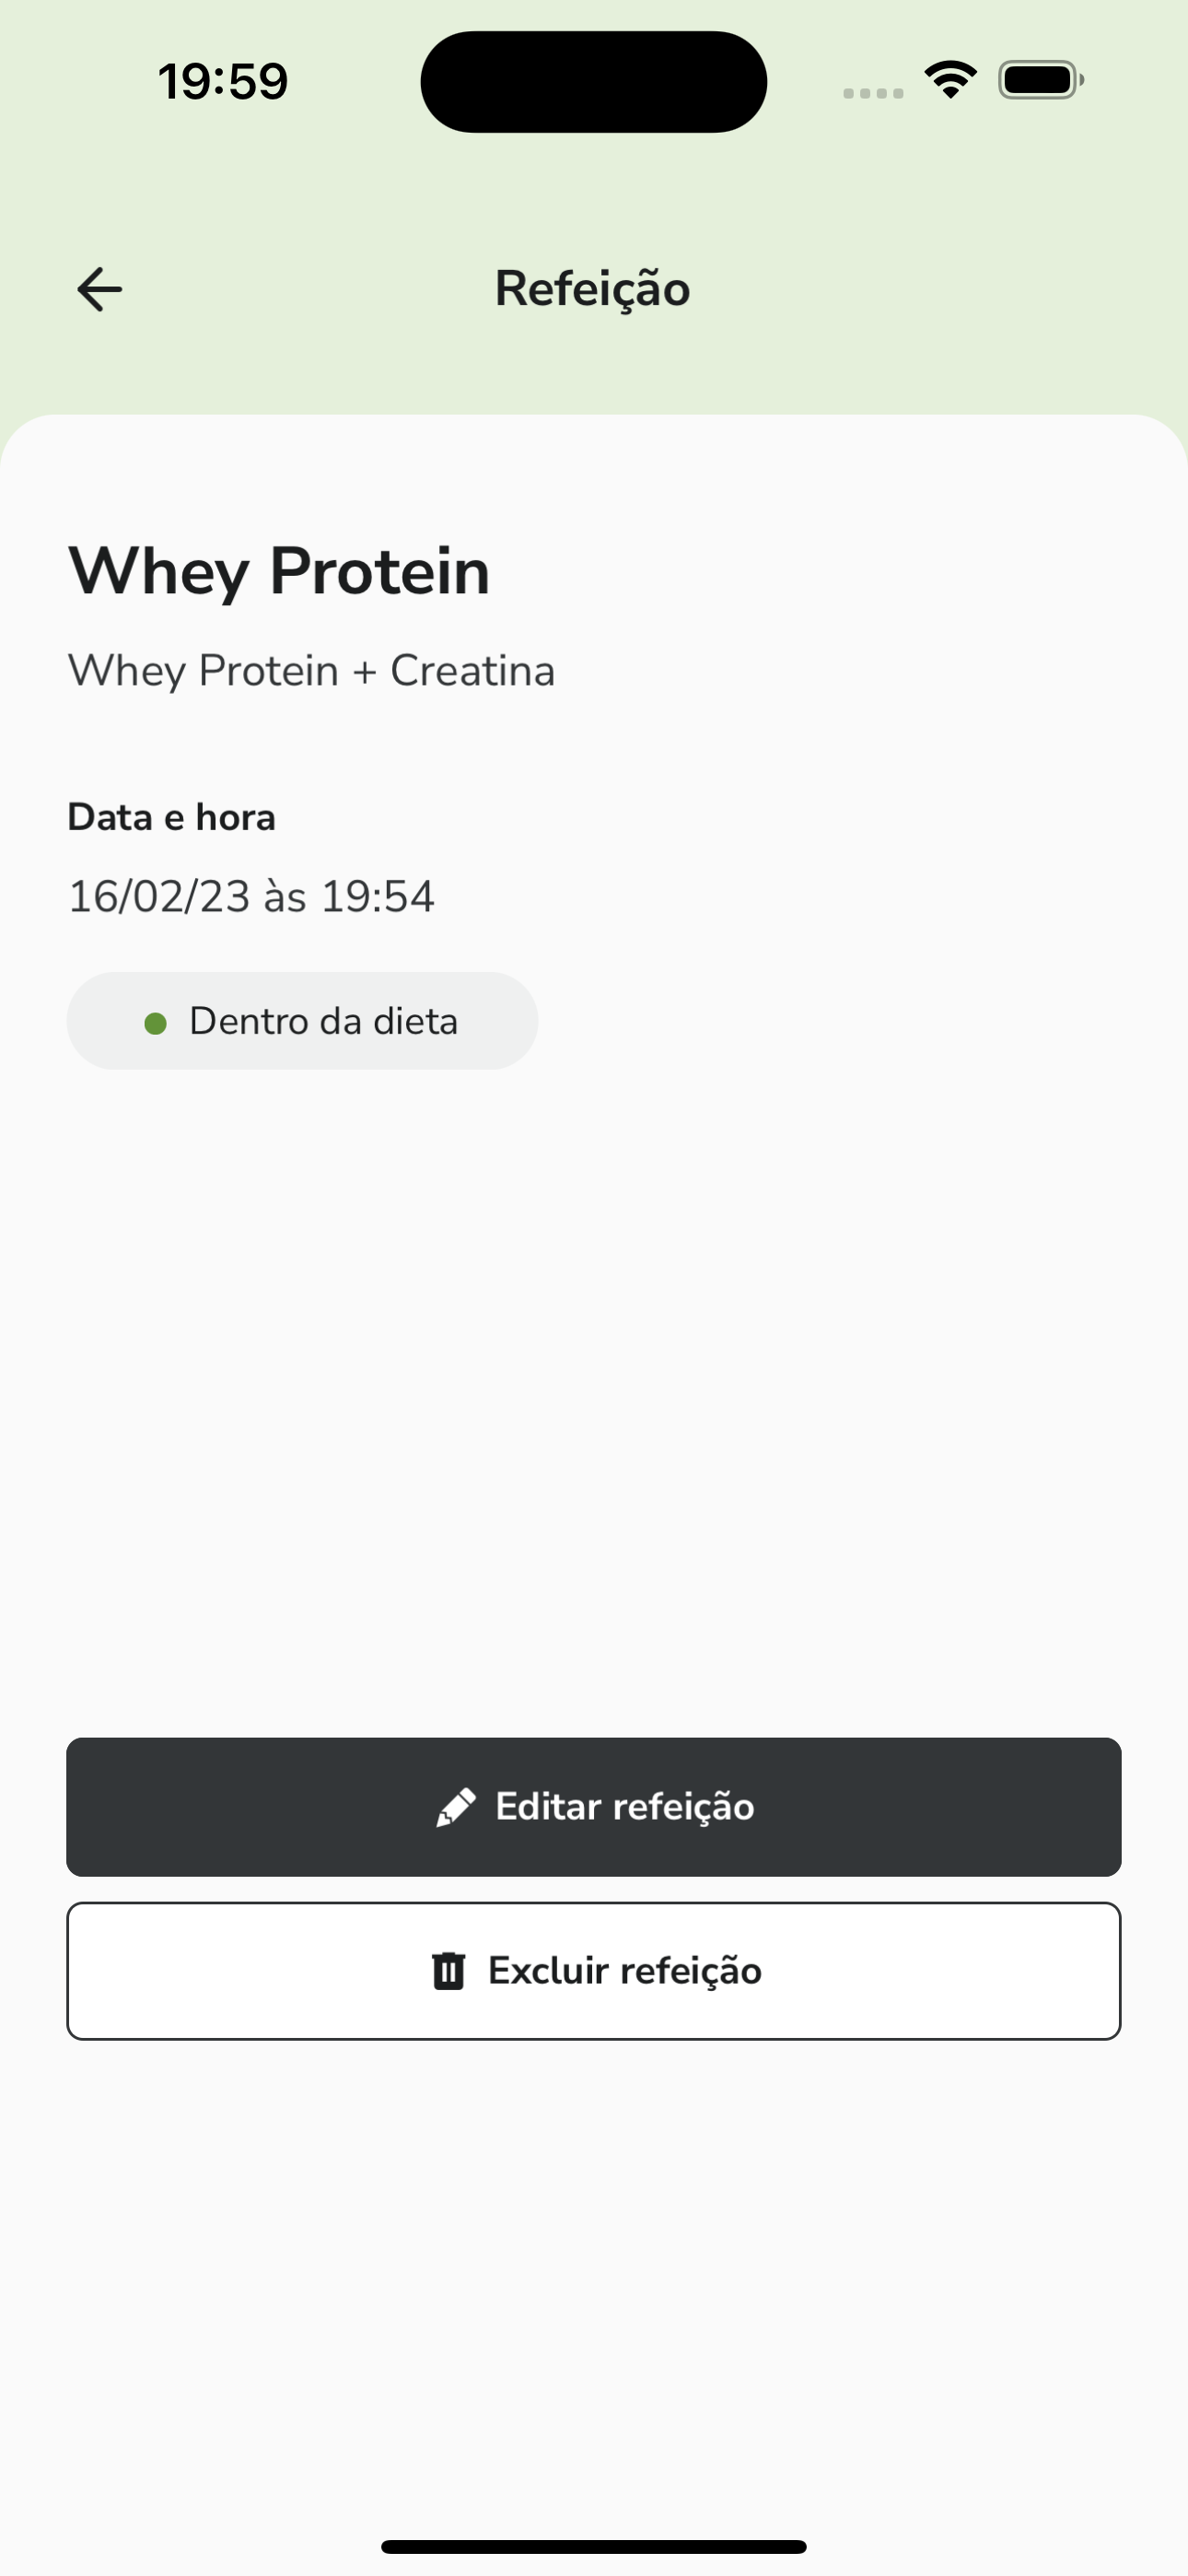 19:59
Refeição
Whey Protein
Whey Protein + Creatina
Data e hora
16/02/23 às 19:54
Dentro da dieta
Editar refeição
Excluir refeição